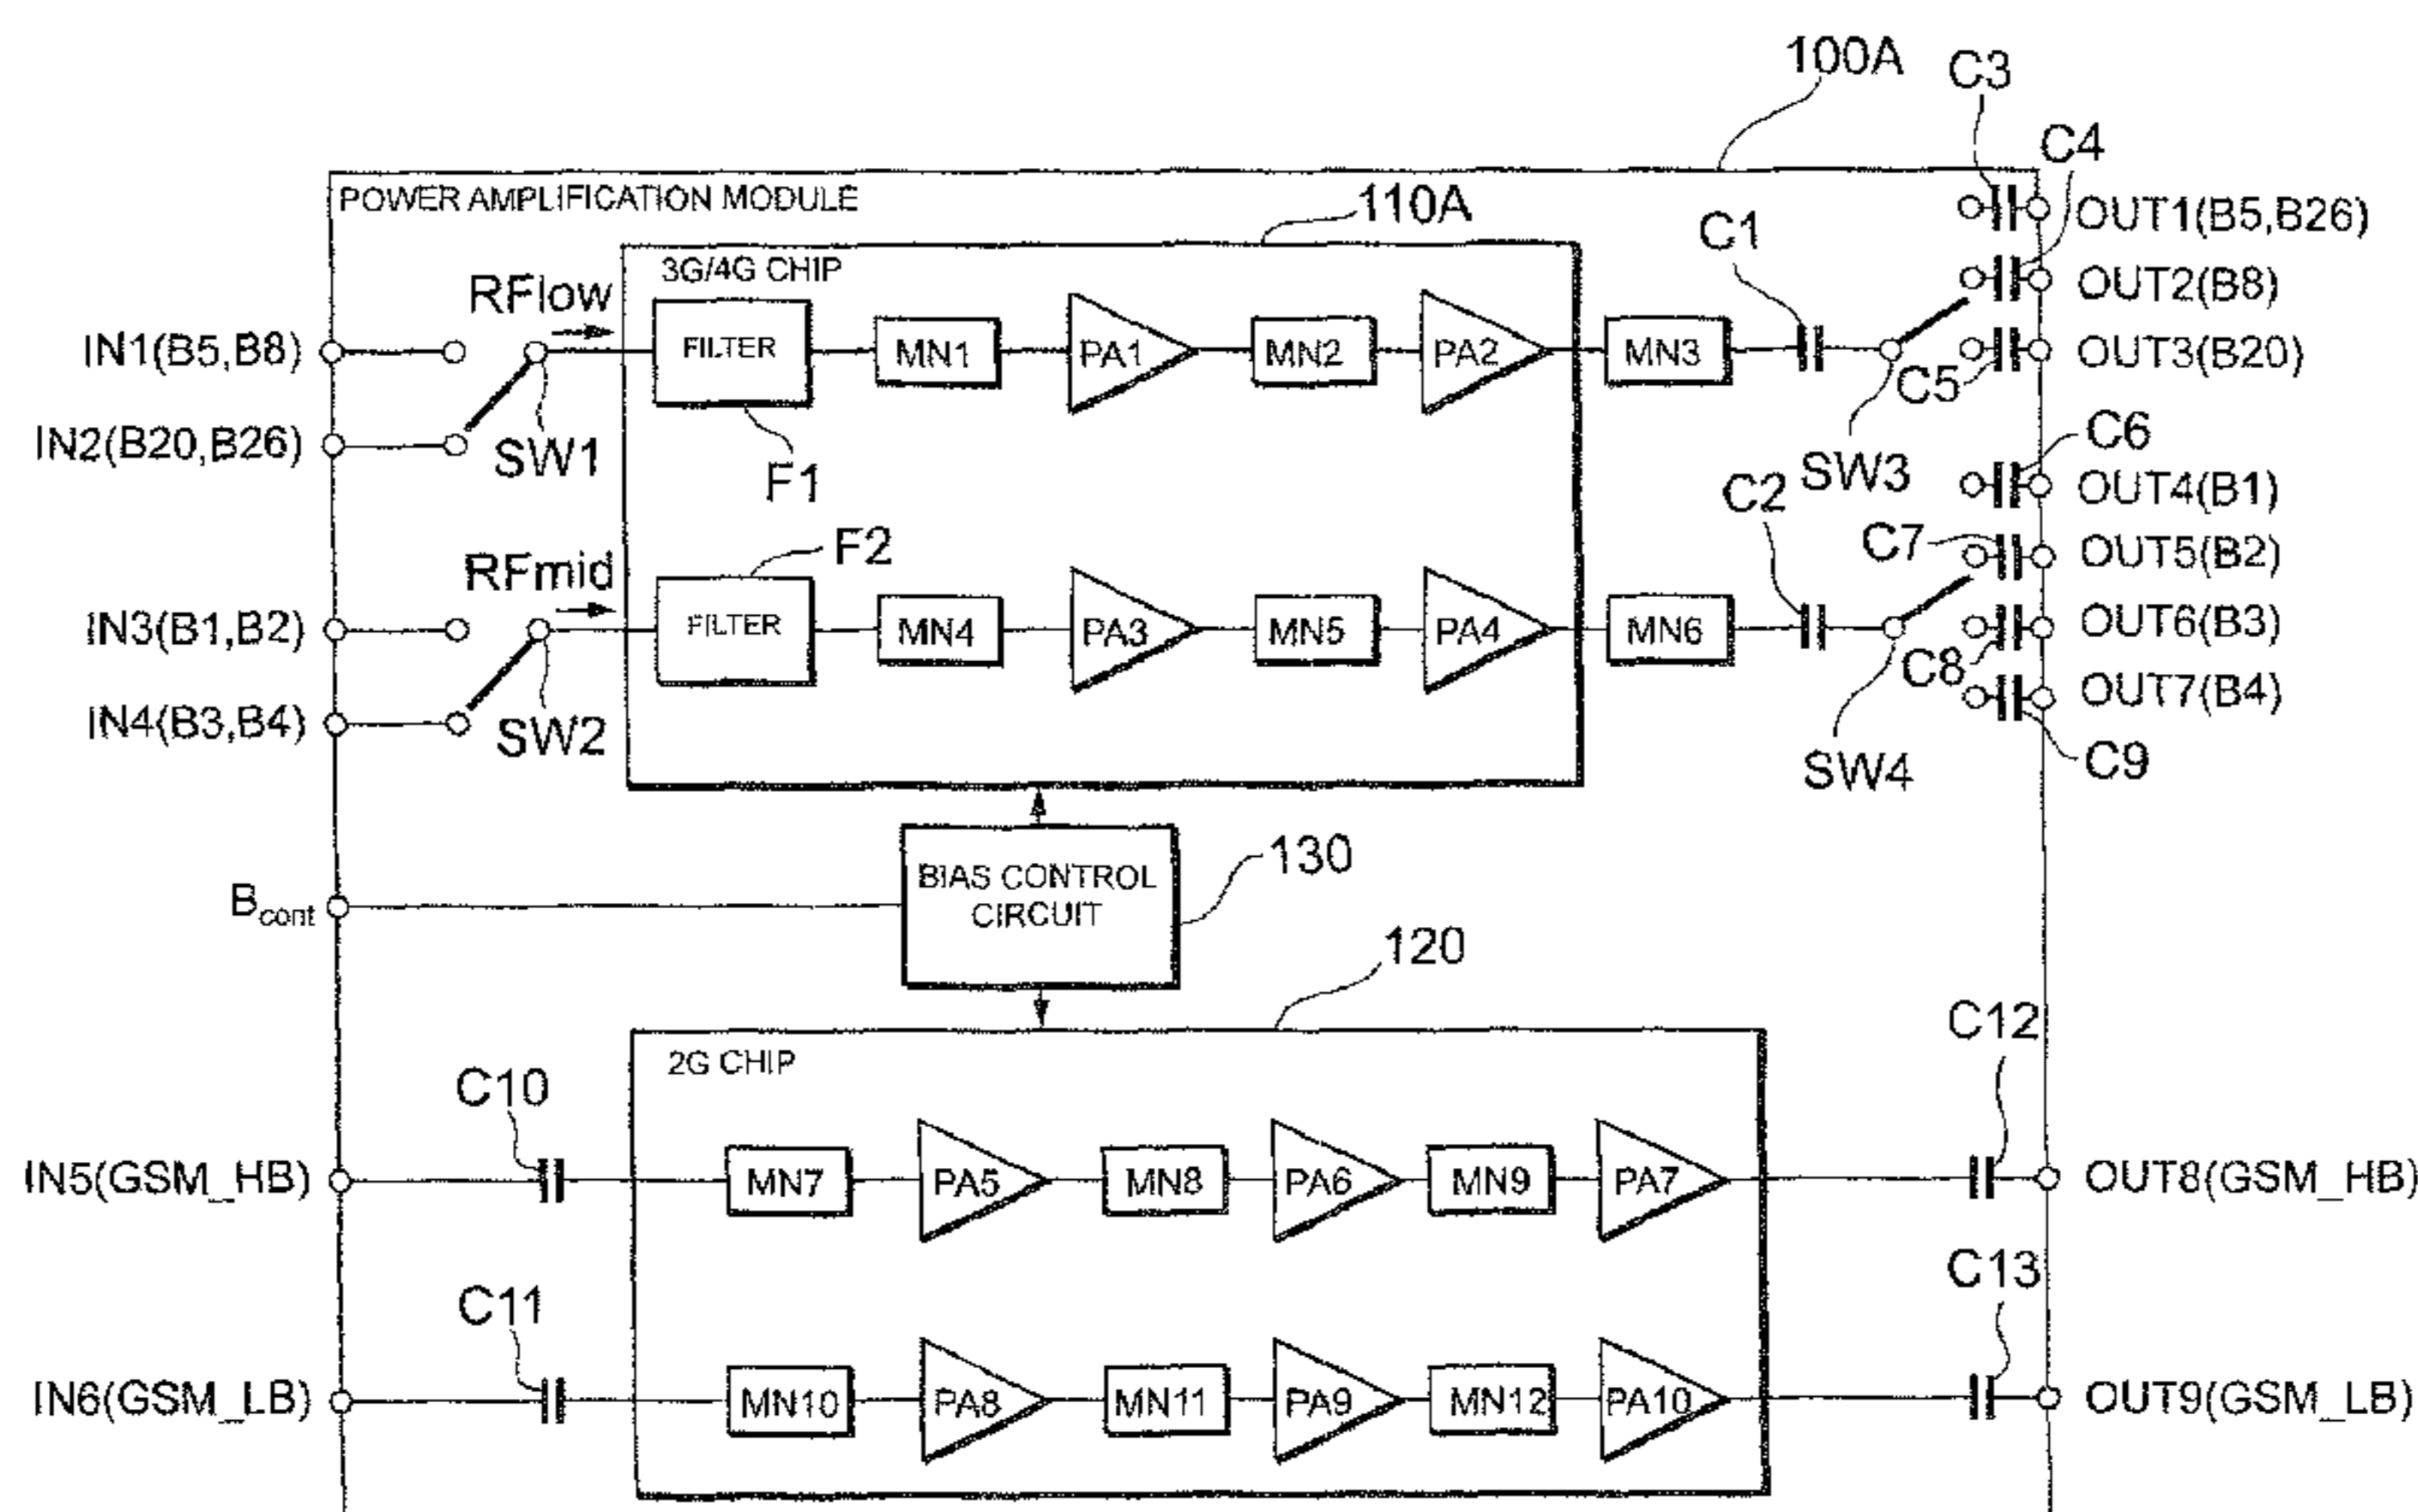 100A
C3
C4
POWER AMPLIFICATION MODULE
110A
C1
OUT1(B5,B26)
3G/4G CHIP
RFlow
OUT2(B8)
IN1(B5,B8)
FILTER
MN1
PA1
MN2
PA2
MN3
OUT3(B20)
C5
IN2(B20,B26)
SW1
F1
SW3
C6
C2
OUT4(B1)
F2
C7
RFmid
OUT5(B2)
IN3(B1,B2)
FILTER
MN4
PA3
MN5
PA4
MN6
OUT6(B3)
C8
IN4(B3,B4)
SW2
OUT7(B4)
SW4
C9
130
BIAS CONTROL
CIRCUIT
Bcont
120
2G CHIP
C10
C12
IN5(GSM_HB)
MN7
PA5
MN8
PA6
MN9
PA7
OUT8(GSM_HB)
C11
C13
IN6(GSM_LB)
MN10
PA8
MN11
PA9
MN12
PA10
OUT9(GSM_LB)